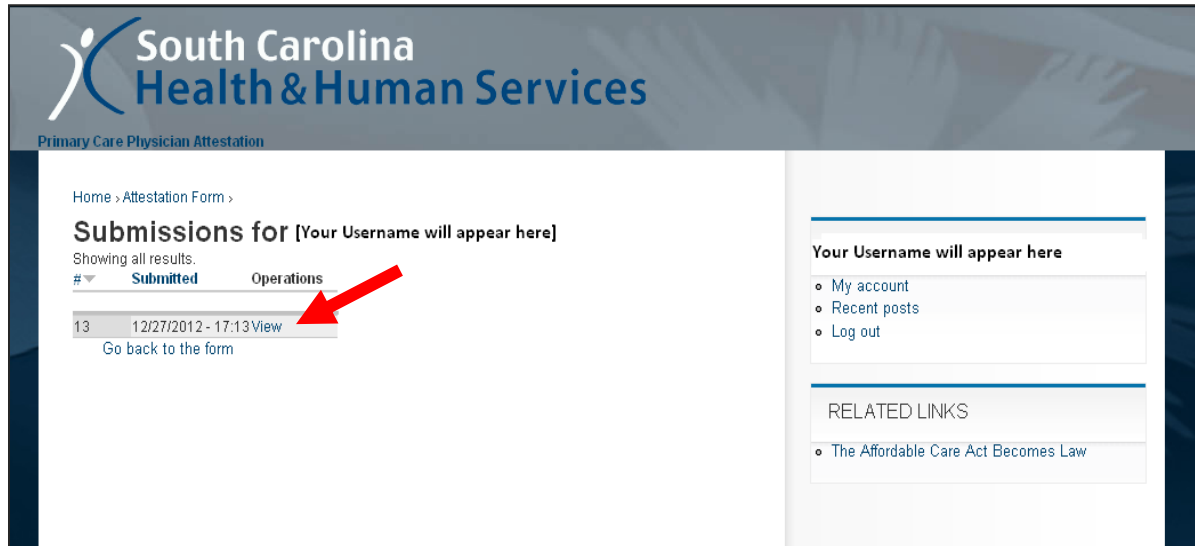 South Carolina
Health & Human Services
Primary Care Physician Attestation
Home › Attestation Form ›
Submissions for [Your Username will appear here]
Showing all results.
# Submitted Operations
13 12/27/2012 - 17:13 View
Go back to the form
Your Username will appear here
My account
Recent posts
Log out
RELATED LINKS
The Affordable Care Act Becomes Law